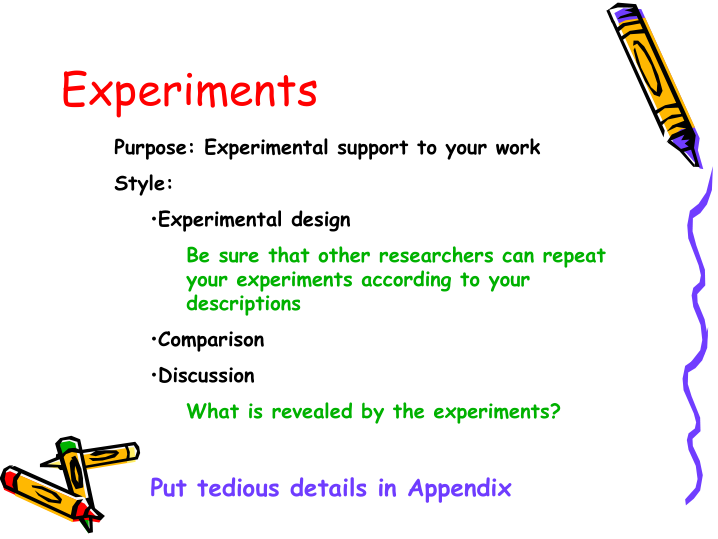 Experiments
Purpose: Experimental support to your work
Style:
•Experimental design
Be sure that other researchers can repeat
your experiments according to your
descriptions
•Comparison
•Discussion
What is revealed by the experiments?
Put tedious details in Appendix